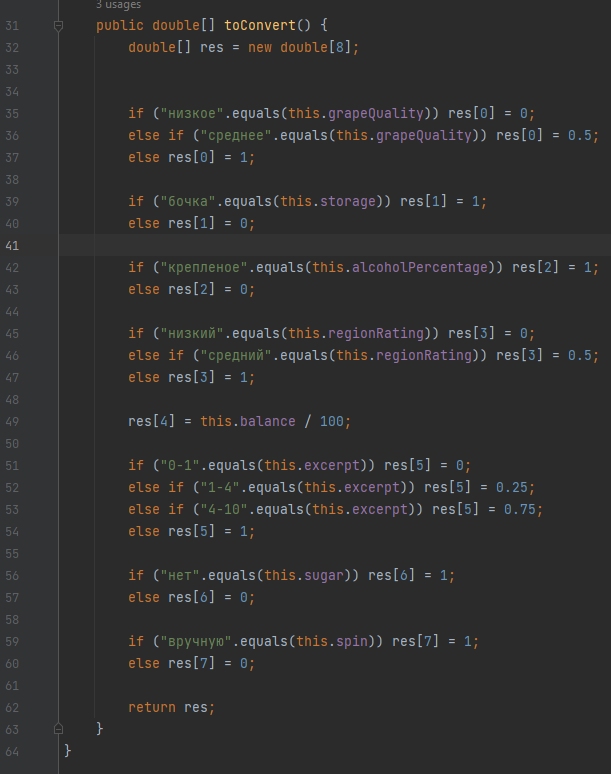 3 usages
31 public double[] toConvert() {
32 double[] res = new double[8];
33
34
35 if ("низкое".equals(this.grapeQuality)) res[0] = 0;
36 else if ("среднее".equals(this.grapeQuality)) res[0] = 0.5;
37 else res[0] = 1;
38
39 if ("бочка".equals(this.storage)) res[1] = 1;
40 else res[1] = 0;
41
42 if ("крепленое".equals(this.alcoholPercentage)) res[2] = 1;
43 else res[2] = 0;
44
45 if ("низкий".equals(this.regionRating)) res[3] = 0;
46 else if ("средний".equals(this.regionRating)) res[3] = 0.5;
47 else res[3] = 1;
48
49 res[4] = this.balance / 100;
50
51 if ("0-1".equals(this.excerpt)) res[5] = 0;
52 else if ("1-4".equals(this.excerpt)) res[5] = 0.25;
53 else if ("4-10".equals(this.excerpt)) res[5] = 0.75;
54 else res[5] = 1;
55
56 if ("нет".equals(this.sugar)) res[6] = 1;
57 else res[6] = 0;
58
59 if ("вручную".equals(this.spin)) res[7] = 1;
60 else res[7] = 0;
61
62 return res;
63 }
64 }